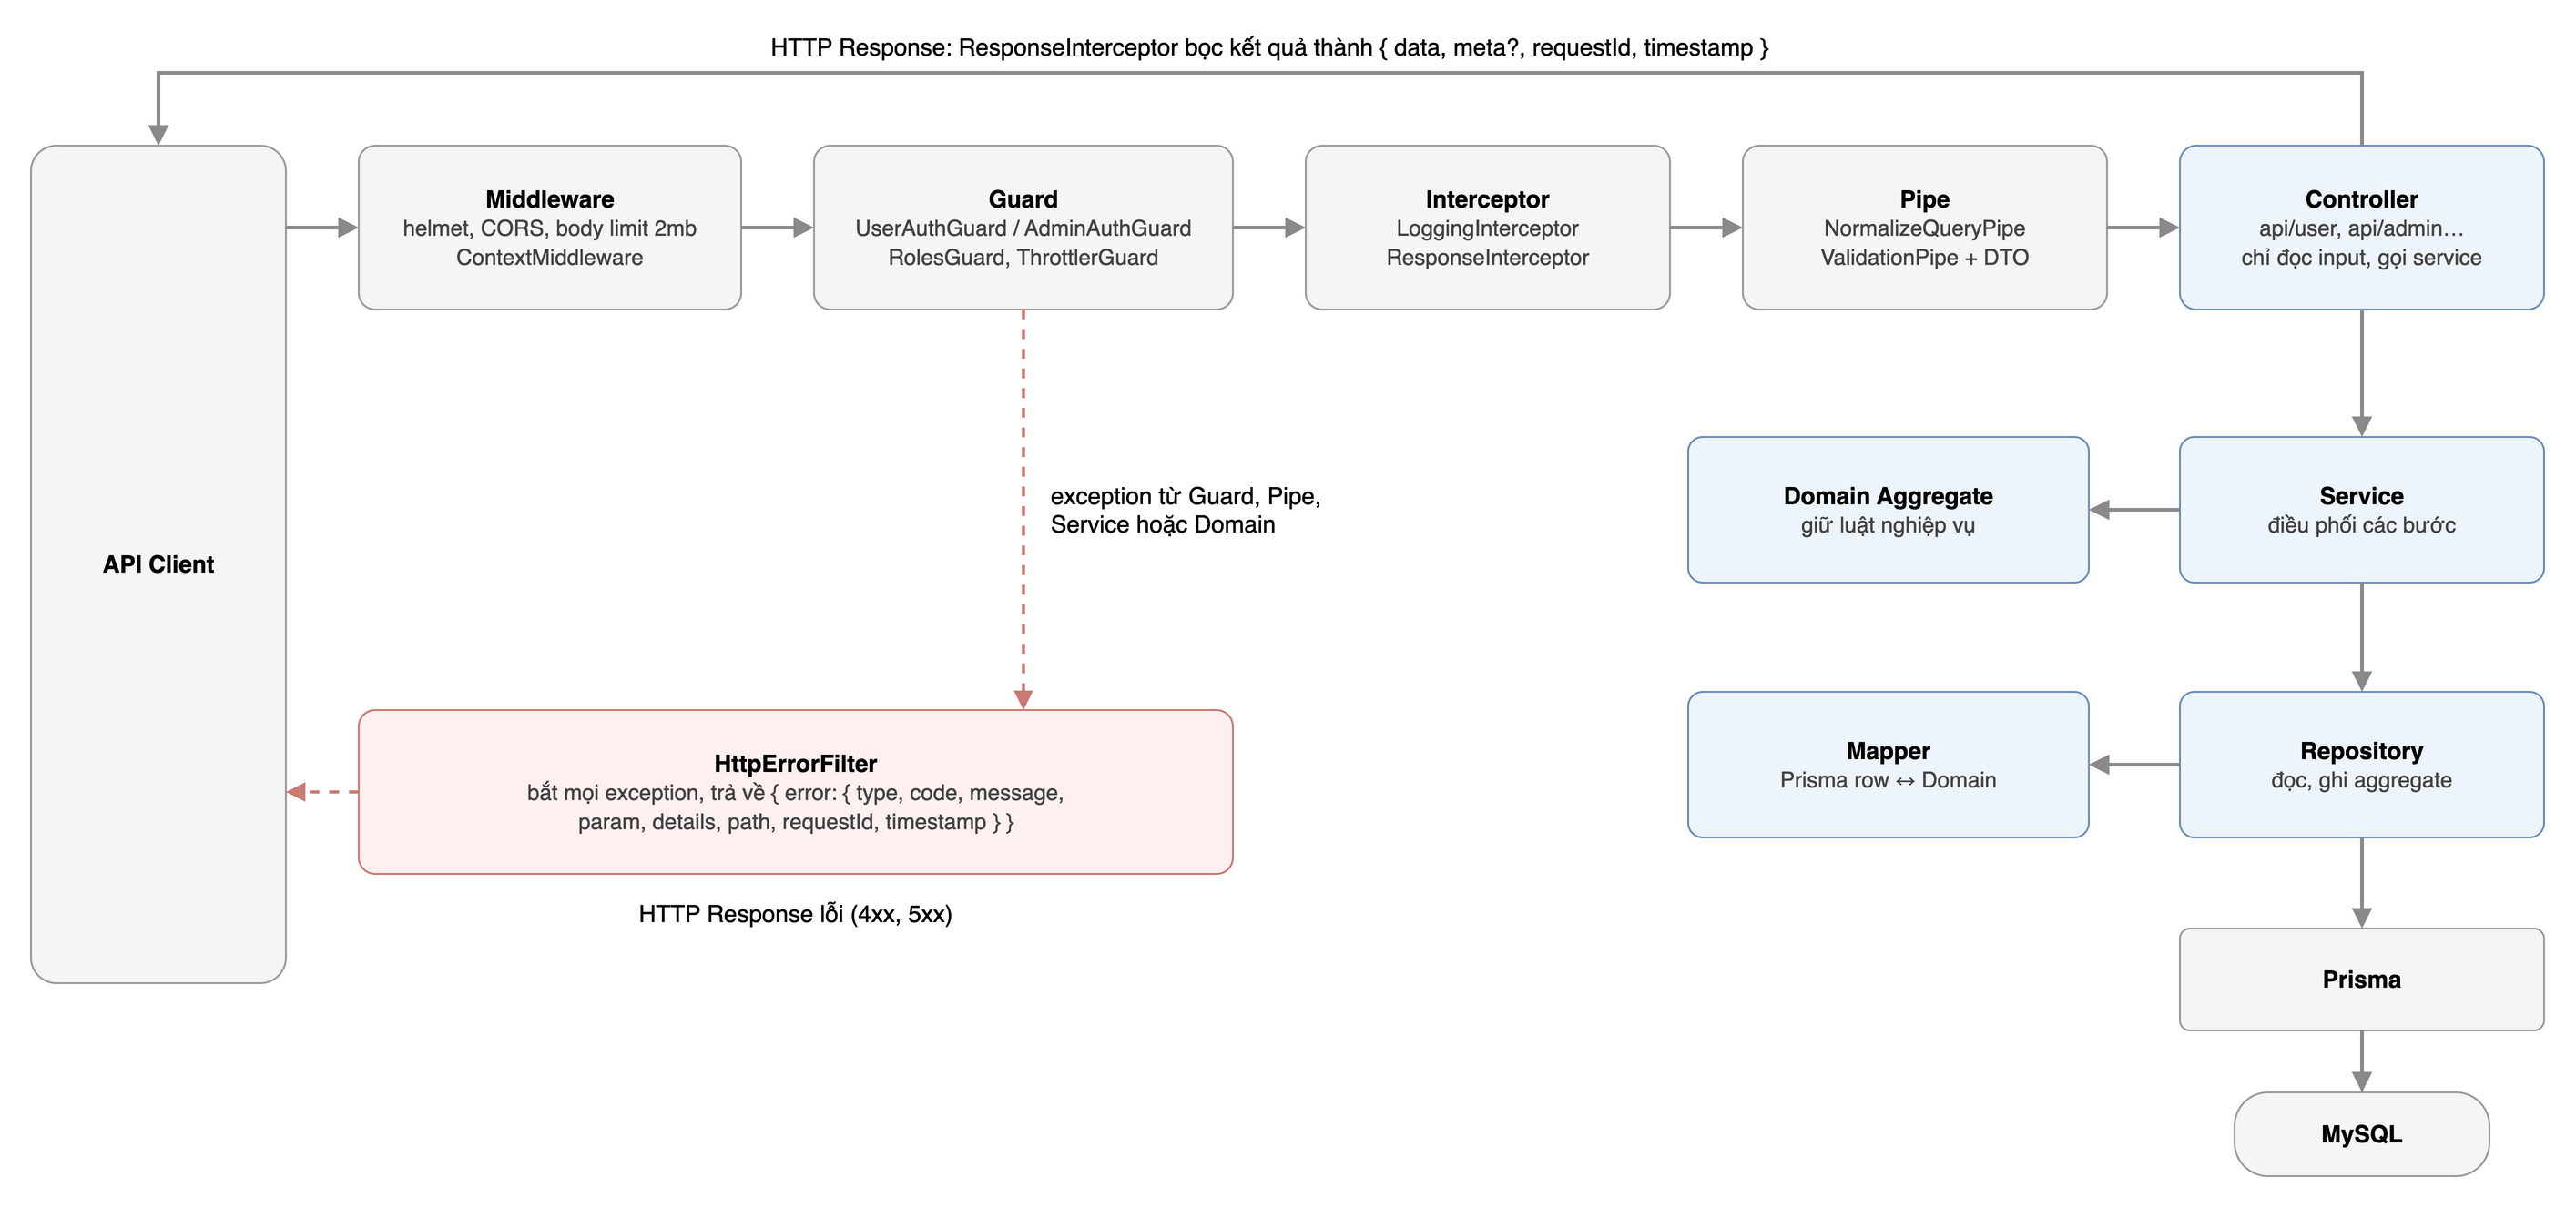 HTTP Response: ResponseInterceptor bọc kết quả thành { data, meta?, requestId, timestamp }
API Client
Middleware
helmet, CORS, body limit 2mb
ContextMiddleware
Guard
UserAuthGuard / AdminAuthGuard
RolesGuard, ThrottlerGuard
Interceptor
LoggingInterceptor
ResponseInterceptor
Pipe
NormalizeQueryPipe
ValidationPipe + DTO
Controller
api/user, api/admin…
chỉ đọc input, gọi service
exception từ Guard, Pipe,
Service hoặc Domain
Domain Aggregate
giữ luật nghiệp vụ
Service
điều phối các bước
HttpErrorFilter
bắt mọi exception, trả về { error: { type, code, message,
param, details, path, requestId, timestamp } }
HTTP Response lỗi (4xx, 5xx)
Mapper
Prisma row ↔ Domain
Repository
đọc, ghi aggregate
Prisma
MySQL